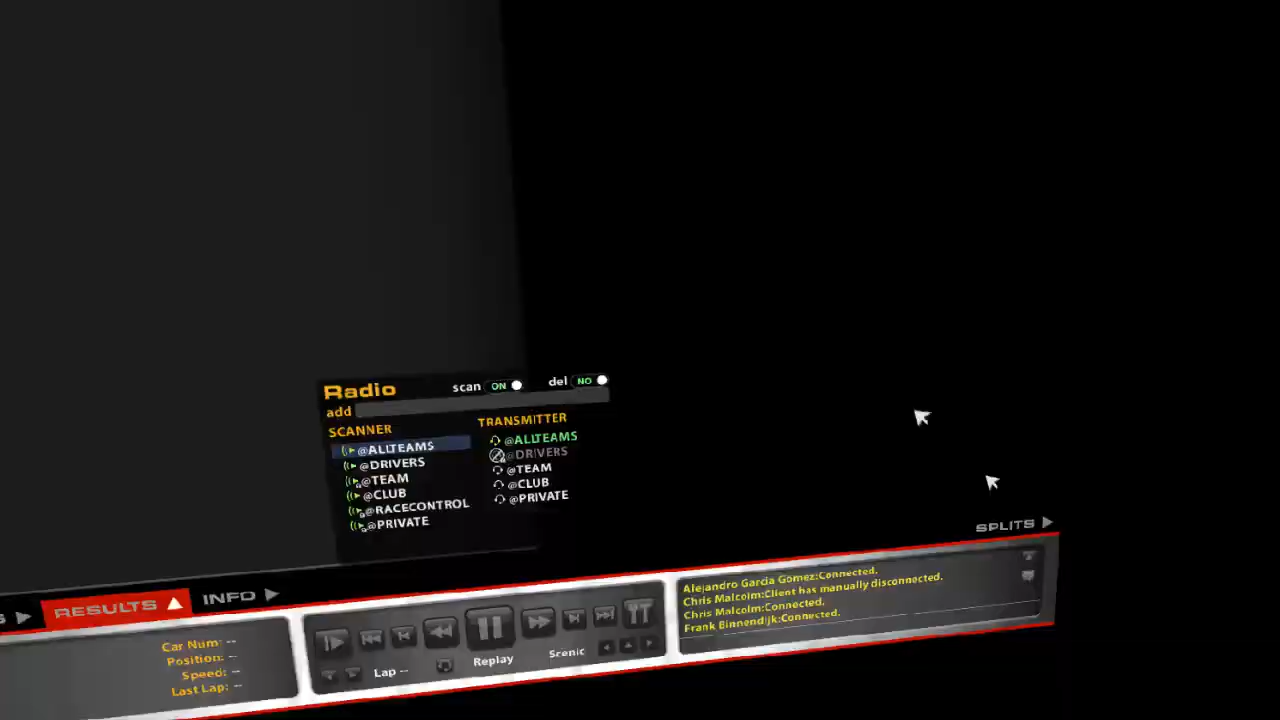 Radio scan ON del NO
add
SCANNER TRANSMITTER
@ALLTEAMS @ALLTEAMS
@DRIVERS @DRIVERS
@TEAM @TEAM
@CLUB @CLUB
@RACECONTROL @PRIVATE
@PRIVATE
SPLITS
S RESULTS INFO
Car Num: --
Position: --
Speed: --
Last Lap: --
Lap -- Replay Scenic
Alejandro Garcia Gomez:Connected.
Chris Malcolm:Client has manually disconnected.
Chris Malcolm:Connected.
Frank Binnendijk:Connected.